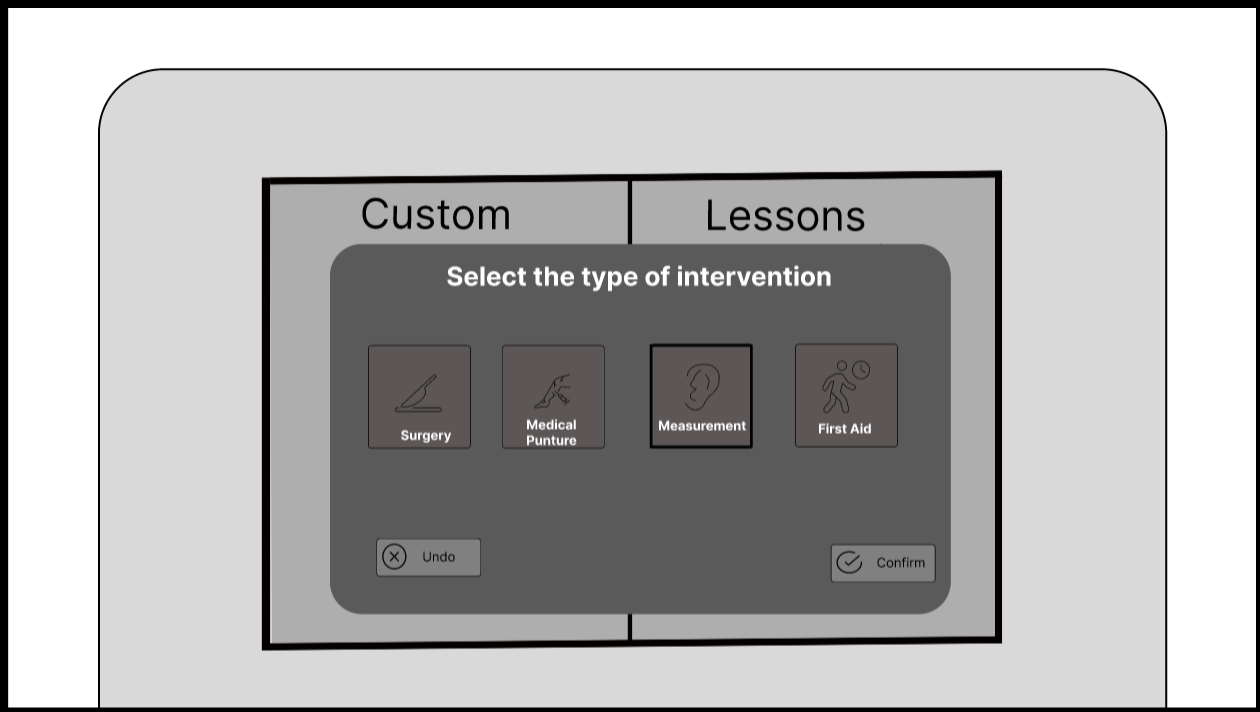 Custom
Lessons
Select the type of intervention
Surgery
Medical
Punture
Measurement
First Aid
Undo
Confirm